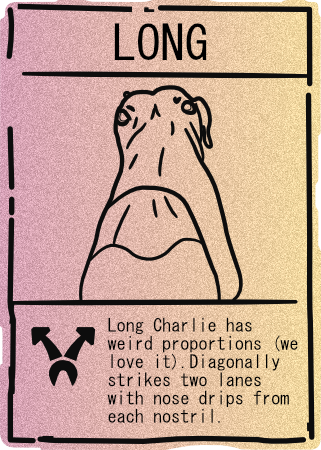 LONG
Long Charlie has
weird proportions (we
love it).Diagonally
strikes two lanes
with nose drips from
each nostril.